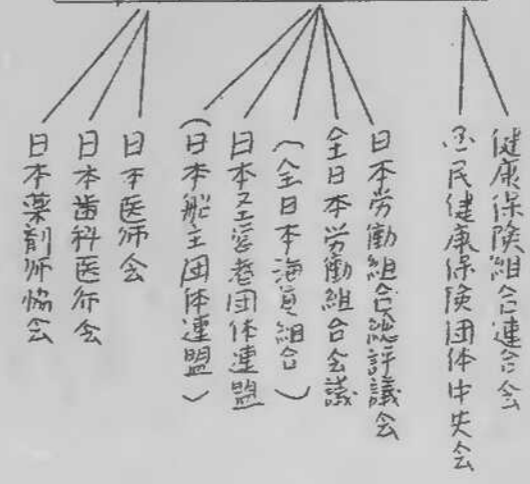 健康保険組合連合会
国民健康保険団体中央会
日本労働組合総評議会
全日本労働組合会議
（全日本海員組合）
日本経営者団体連盟
（日本船主団体連盟）
日本医師会
日本歯科医師会
日本薬剤師協会